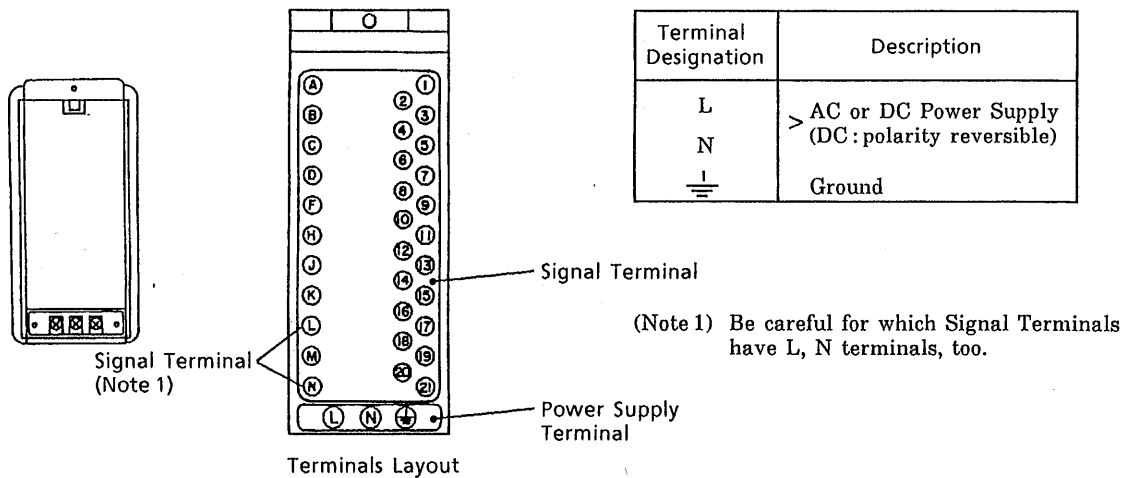 A
B
C
D
F
H
J
K
L
M
N
1
2
3
4
5
6
7
8
9
10
11
12
13
14
15
16
17
18
19
20
21
L N
Signal Terminal
(Note 1)
Signal Terminal
Power Supply
Terminal
Terminals Layout
Terminal
Designation
Description
L
N
> AC or DC Power Supply
(DC : polarity reversible)
Ground
(Note 1) Be careful for which Signal Terminals
have L, N terminals, too.